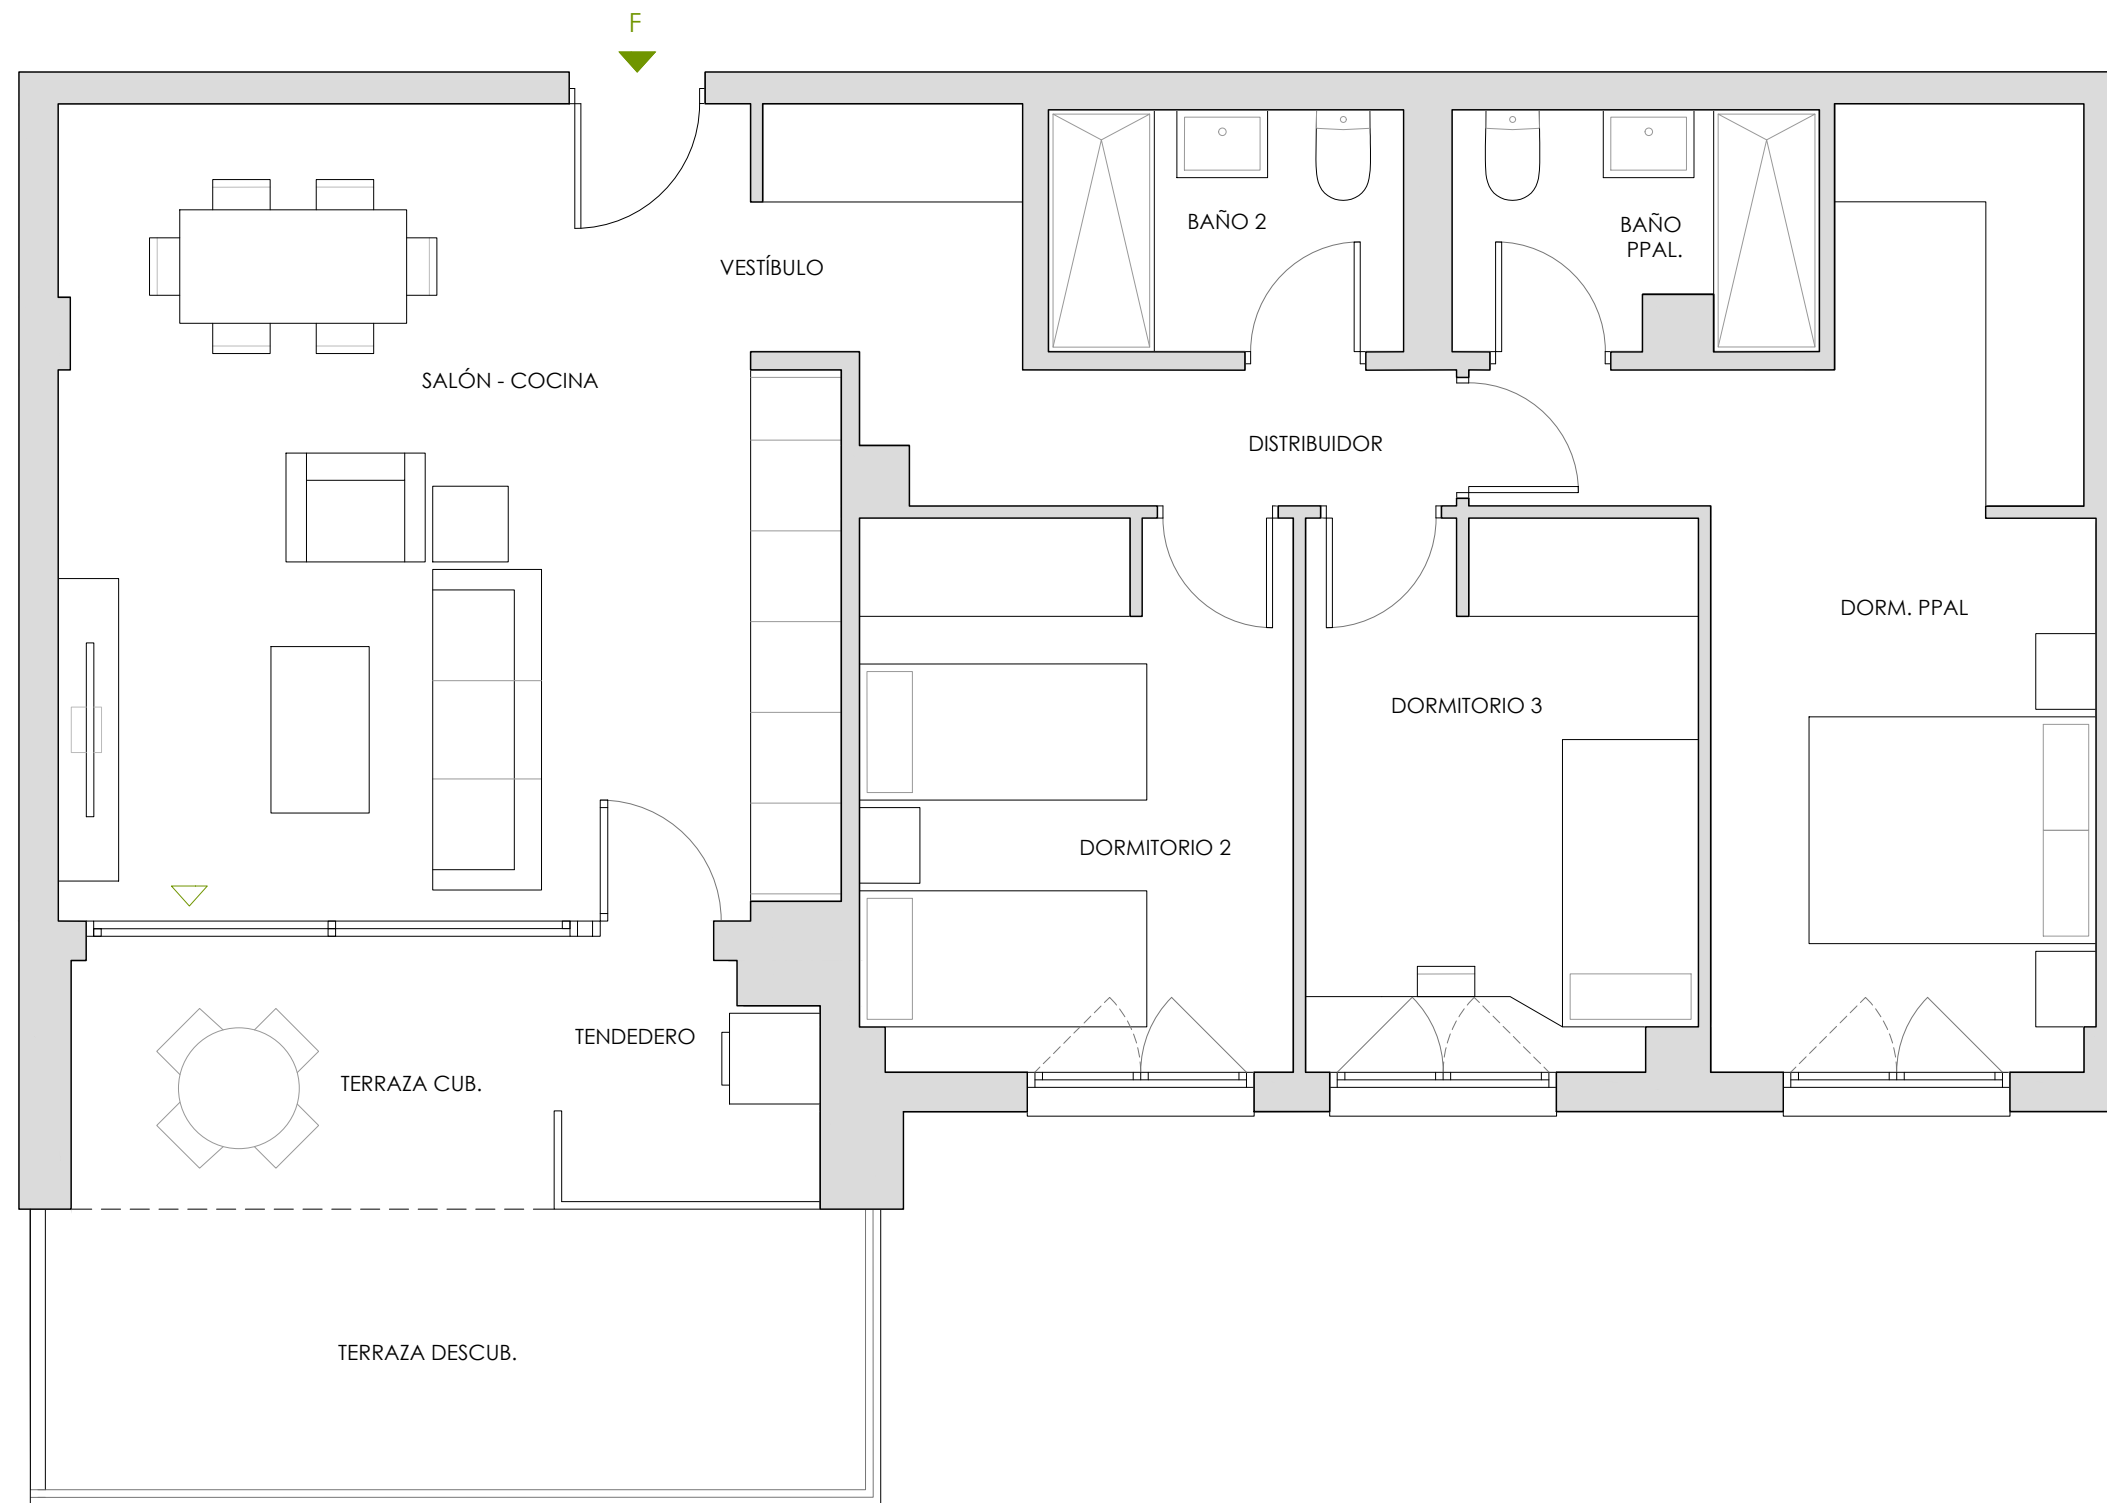 F
BAÑO 2
BAÑO
PPAL.
VESTÍBULO
SALÓN - COCINA
DISTRIBUIDOR
DORM. PPAL
DORMITORIO 3
DORMITORIO 2
TENDEDERO
TERRAZA CUB.
TERRAZA DESCUB.